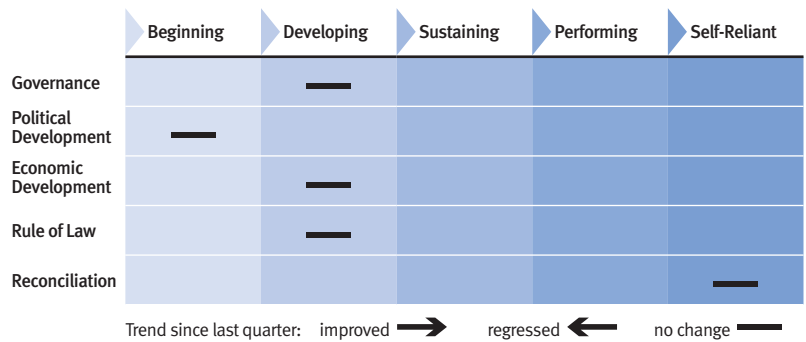 Beginning Developing Sustaining Performing Self-Reliant
Governance
Political
Development
Economic
Development
Rule of Law
Reconciliation
Trend since last quarter: improved regressed no change